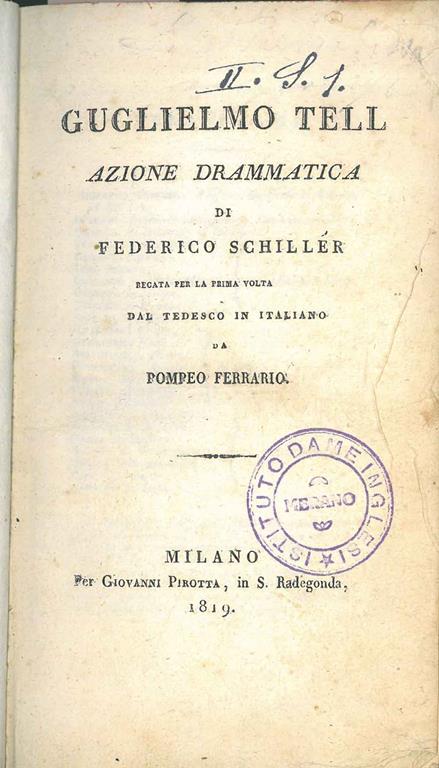 II. S. 1.
GUGLIELMO TELL
AZIONE DRAMMATICA
DI
FEDERICO SCHILLÉR
RECATA PER LA PRIMA VOLTA
DAL TEDESCO IN ITALIANO
DA
POMPEO FERRARIO.
ISTITUTO DAME INGLESI
MERANO
MILANO
Per GIOVANNI PIROTTA, in S. Radegonda,
1819.